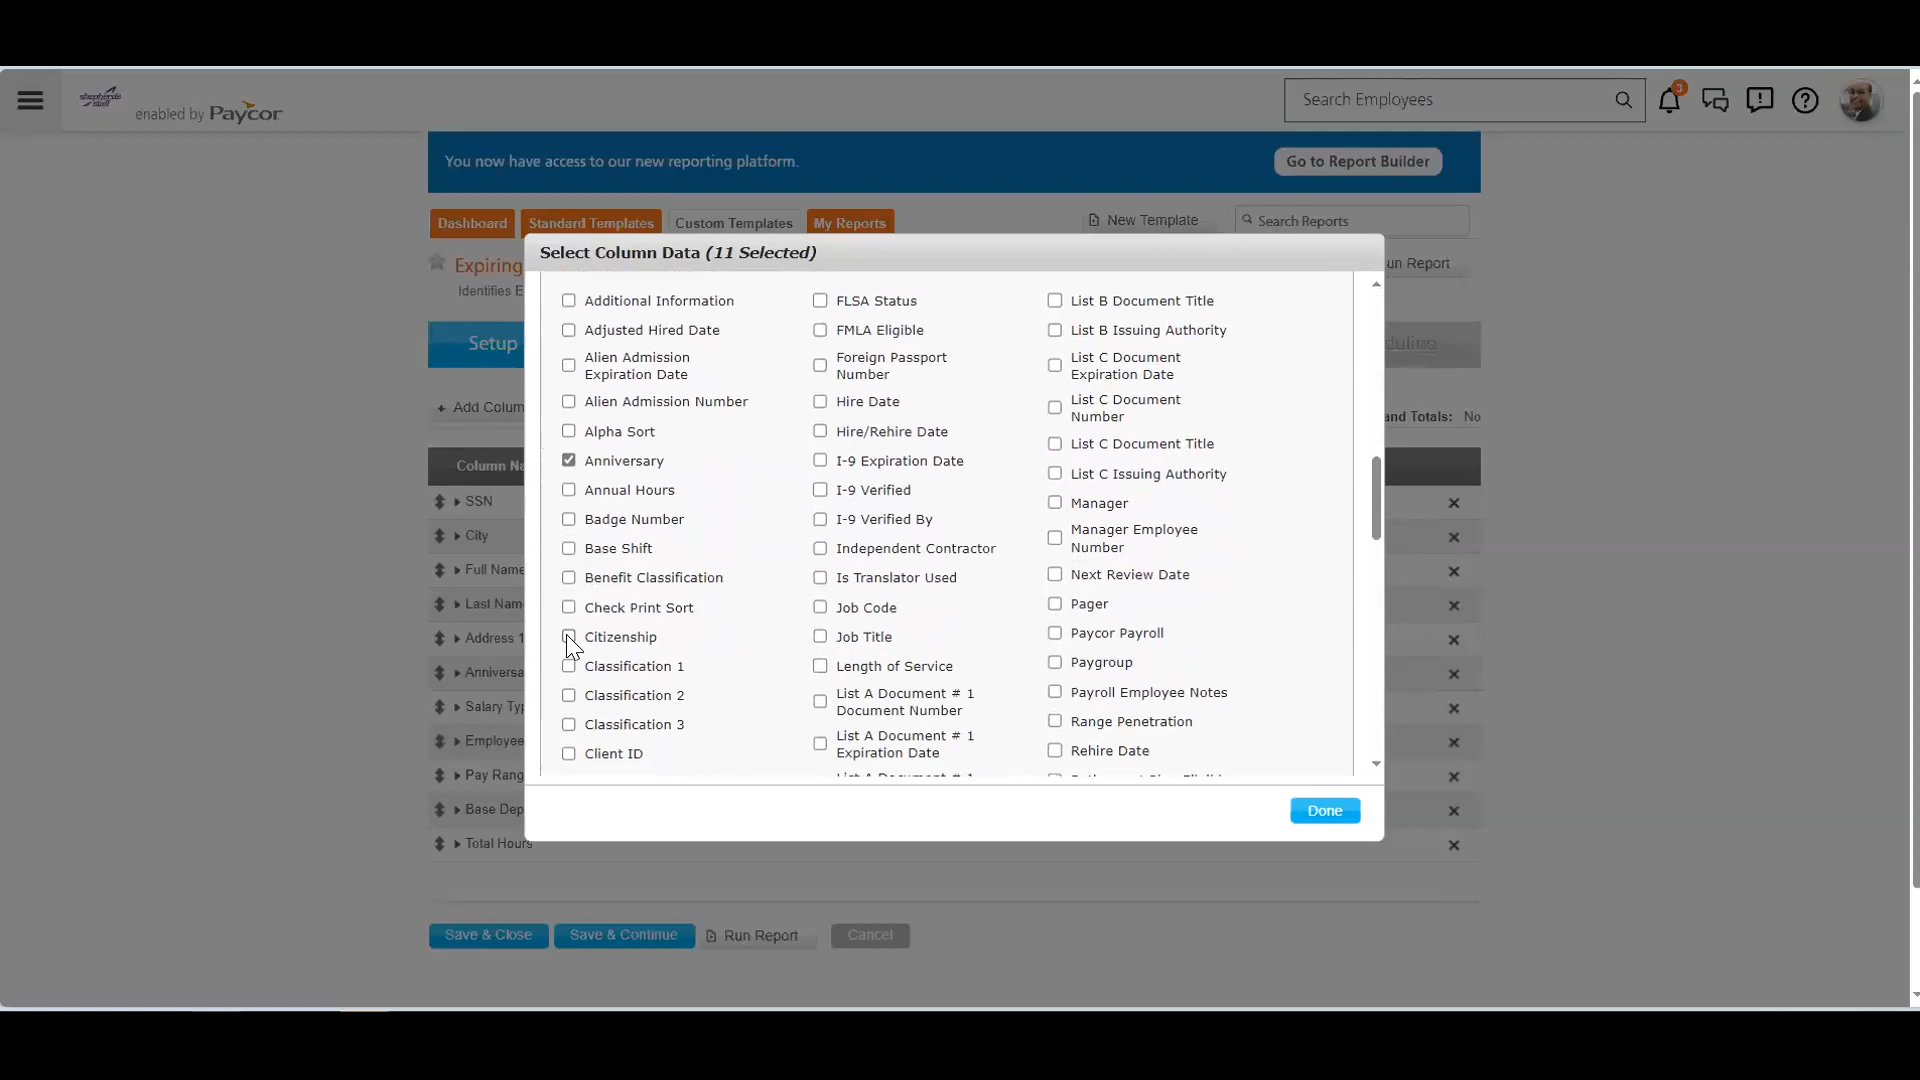 shepherd's
staff
enabled by Paycor
Search Employees
3
You now have access to our new reporting platform.
Go to Report Builder
Dashboard
Standard Templates
Custom Templates
My Reports
New Template
Search Reports
Expiring
Identifies E
un Report
Setup
duling
+ Add Colum
and Totals: No
Column Na
SSN
City
Full Name
Last Nam
Address 1
Anniversa
Salary Typ
Employee
Pay Rang
Base Dep
Total Hours
Select Column Data (11 Selected)
Additional Information
Adjusted Hired Date
Alien Admission
Expiration Date
Alien Admission Number
Alpha Sort
Anniversary
Annual Hours
Badge Number
Base Shift
Benefit Classification
Check Print Sort
Citizenship
Classification 1
Classification 2
Classification 3
Client ID
FLSA Status
FMLA Eligible
Foreign Passport
Number
Hire Date
Hire/Rehire Date
I-9 Expiration Date
I-9 Verified
I-9 Verified By
Independent Contractor
Is Translator Used
Job Code
Job Title
Length of Service
List A Document # 1
Document Number
List A Document # 1
Expiration Date
List A Document # 1
List B Document Title
List B Issuing Authority
List C Document
Expiration Date
List C Document
Number
List C Document Title
List C Issuing Authority
Manager
Manager Employee
Number
Next Review Date
Pager
Paycor Payroll
Paygroup
Payroll Employee Notes
Range Penetration
Rehire Date
Done
Save & Close
Save & Continue
Run Report
Cancel